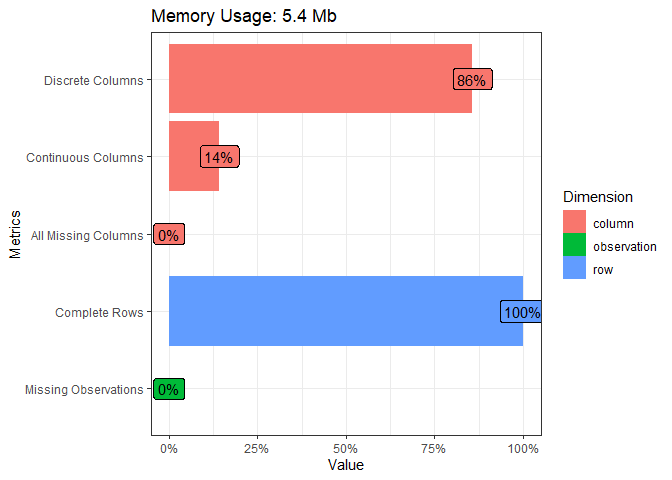 Memory Usage: 5.4 Mb
Metrics
Discrete Columns
86%
Continuous Columns
14%
All Missing Columns
0%
Complete Rows
100%
Missing Observations
0%
0%
25%
50%
75%
100%
Value
Dimension
column
observation
row